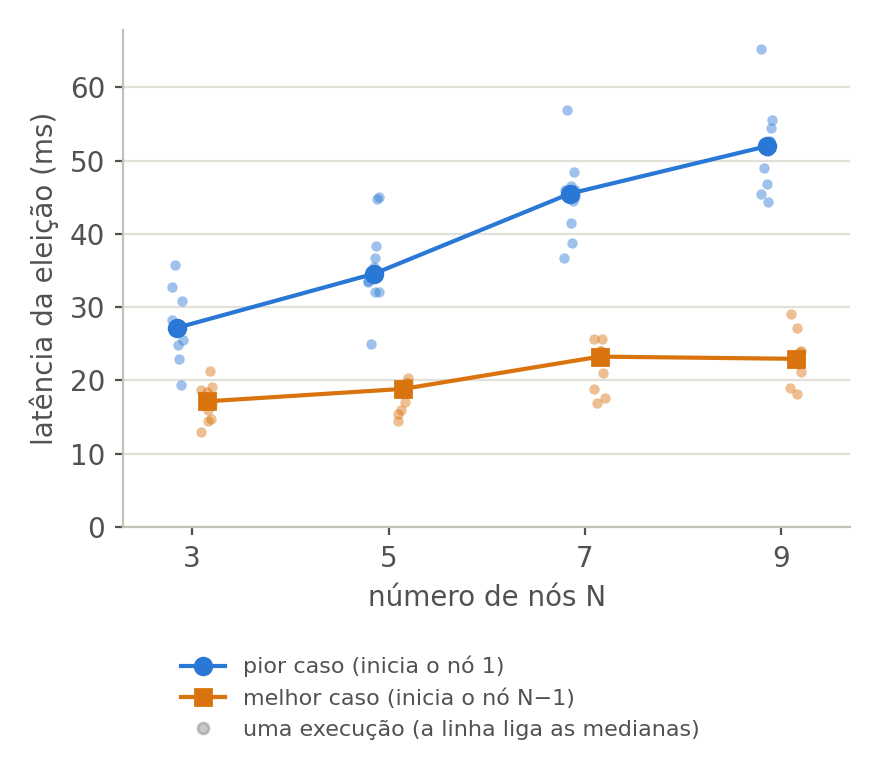 latência da eleição (ms)
60
50
40
30
20
10
0
3 5 7 9
número de nós N
pior caso (inicia o nó 1)
melhor caso (inicia o nó N−1)
uma execução (a linha liga as medianas)